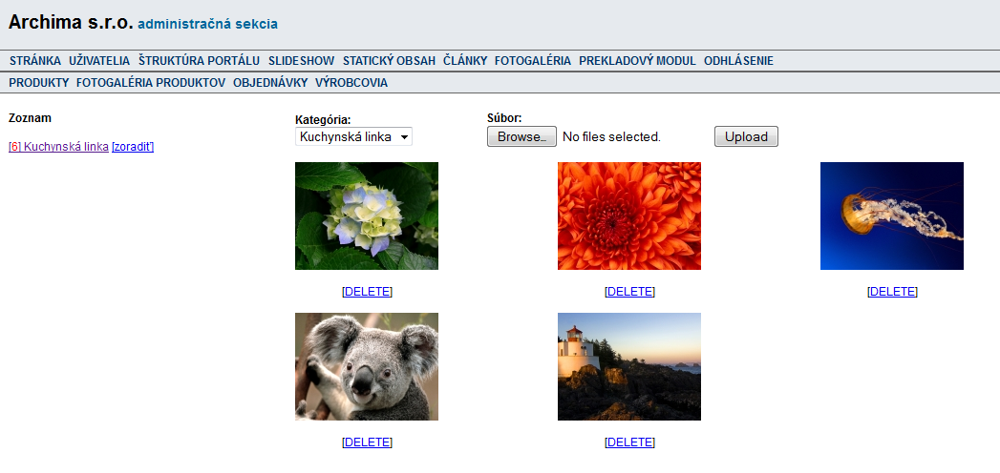 Archima s.r.o. administračná sekcia
STRÁNKA UŽIVATELIA ŠTRUKTÚRA PORTÁLU SLIDESHOW STATICKÝ OBSAH ČLÁNKY FOTOGALÉRIA PREKLADOVÝ MODUL ODHLÁSENIE
PRODUKTY FOTOGALÉRIA PRODUKTOV OBJEDNÁVKY VÝROBCOVIA
Zoznam
[6] Kuchynská linka [zoradiť]
Kategória:
Kuchynská linka
Súbor:
Browse… No files selected. Upload
[DELETE] [DELETE] [DELETE]
[DELETE] [DELETE]